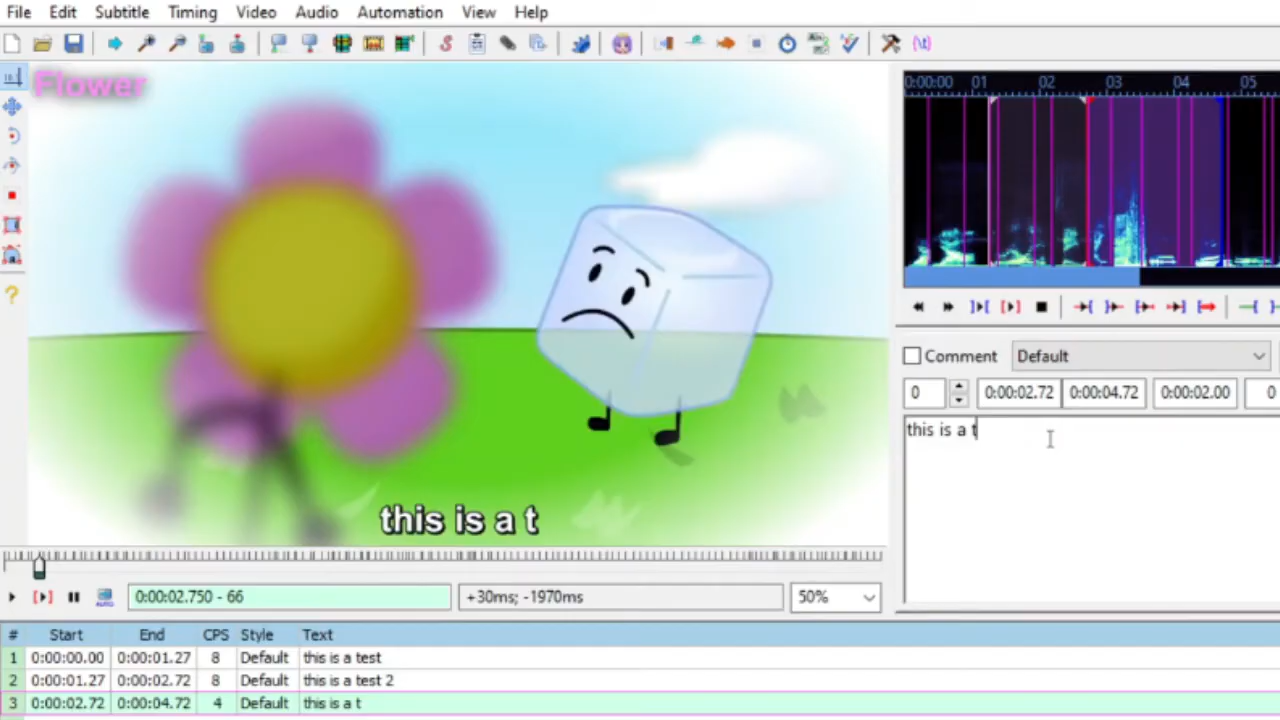 File Edit Subtitle Timing Video Audio Automation View Help
Flower
0:00:00 01 02 03 04 05
Comment Default
0 0:00:02.72 0:00:04.72 0:00:02.00 0
this is a t
this is a t
0:00:02.750 - 66 +30ms; -1970ms 50%
AUTO
# Start End CPS Style Text
1 0:00:00.00 0:00:01.27 8 Default this is a test
2 0:00:01.27 0:00:02.72 8 Default this is a test 2
3 0:00:02.72 0:00:04.72 4 Default this is a t